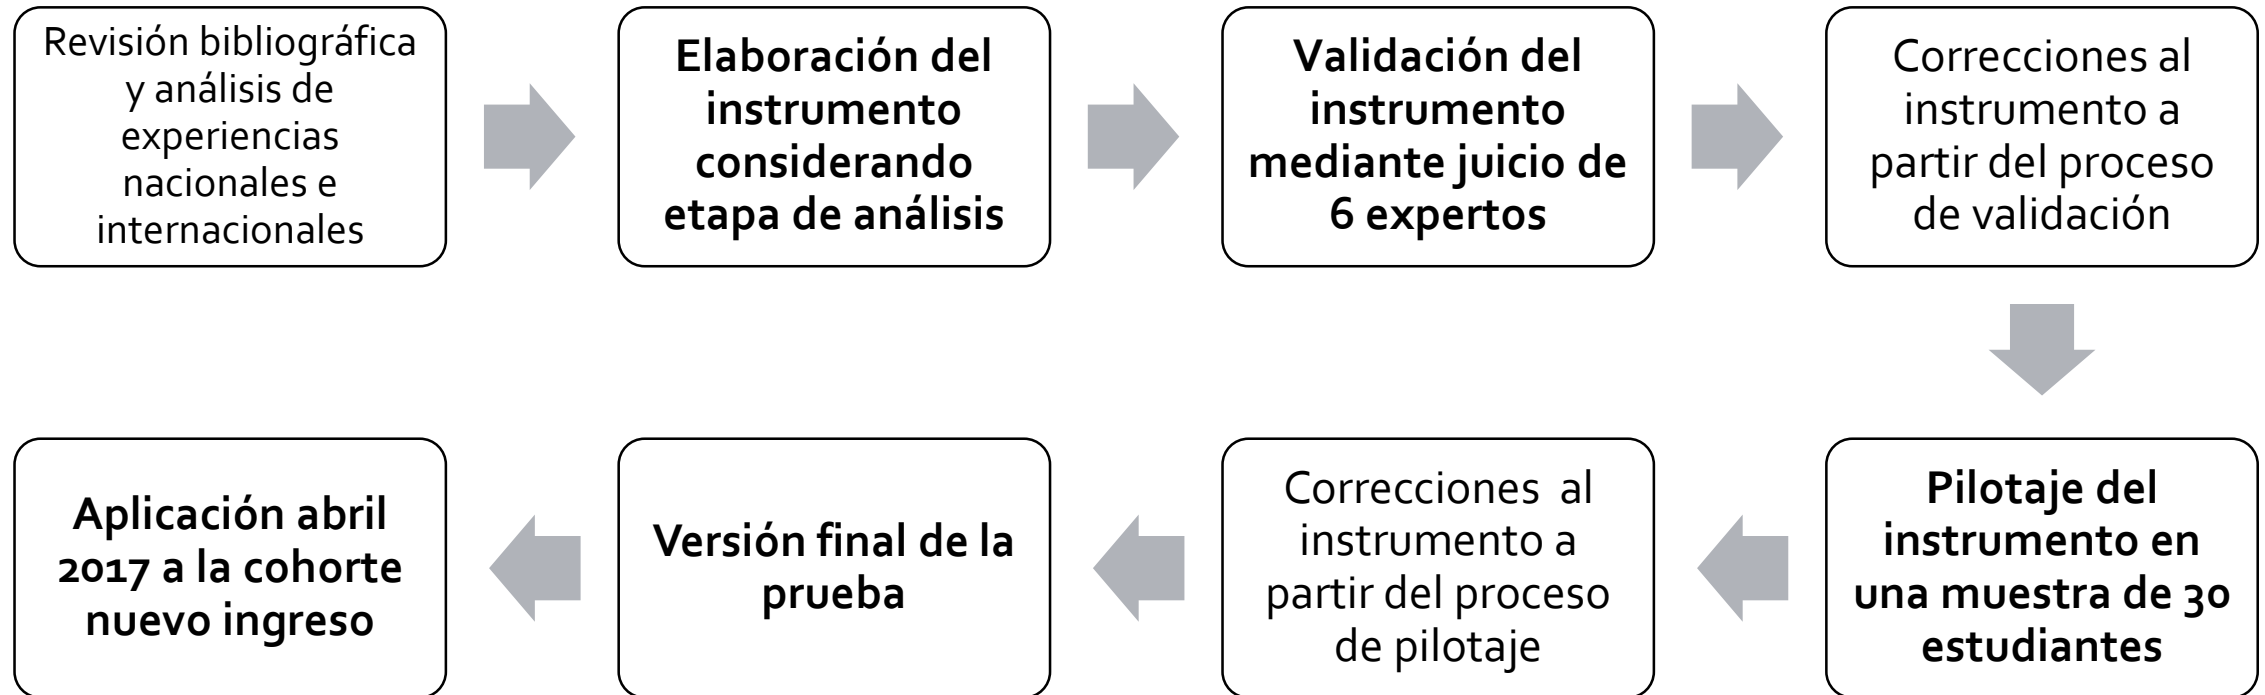 Revisión bibliográfica
y análisis de
experiencias
nacionales e
internacionales
Elaboración del
instrumento
considerando
etapa de análisis
Validación del
instrumento
mediante juicio de
6 expertos
Correcciones al
instrumento a
partir del proceso
de validación
Pilotaje del
instrumento en
una muestra de 30
estudiantes
Correcciones al
instrumento a
partir del proceso
de pilotaje
Versión final de la
prueba
Aplicación abril
2017 a la cohorte
nuevo ingreso